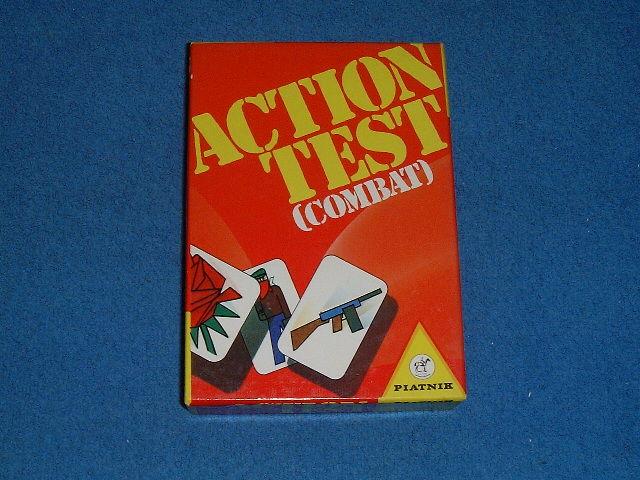 ACTION
TEST
(COMBAT)
PIATNIK